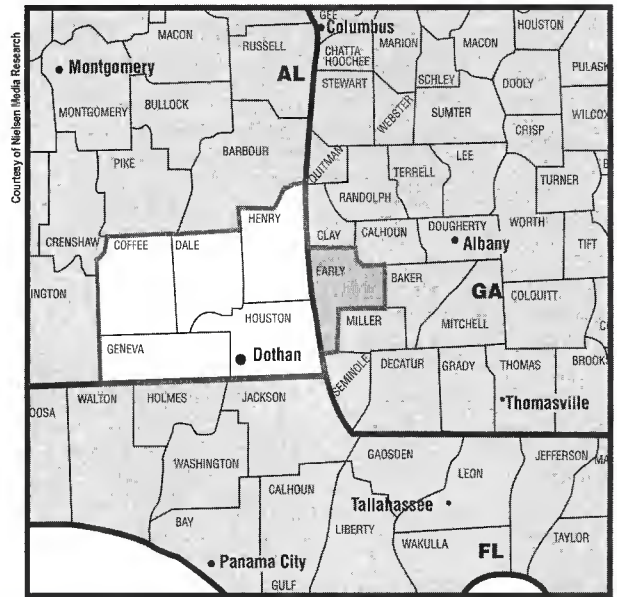 Courtesy of Nielsen Media Research
GEE
Columbus
HOUSTON
MACON
RUSSELL
CHATTA
HOOCHEE
MARION
MACON
Montgomery
AL
PULASK
STEWART
SCHLEY
DOOLY
MONTGOMERY
BULLOCK
WEBSTER
SUMTER
WILCOX
CRISP
PIKE
BARBOUR
QUITMAN
TERRELL
LEE
TURNER
RANDOLPH
HENRY
CRENSHAW
COFFEE
DALE
CLAY
CALHOUN
DOUGHERTY
WORTH
Albany
TIFT
EARLY
BAKER
GA
COLQUITT
INGTON
HOUSTON
MILLER
MITCHELL
GENEVA
Dothan
SEMINOLE
DECATUR
GRADY
THOMAS
BROOKS
OOSA
WALTON
HOLMES
JACKSON
Thomasville
WASHINGTON
GADSDEN
LEON
JEFFERSON
MA
CALHOUN
Tallahassee
BAY
LIBERTY
WAKULLA
FL
TAYLOR
Panama City
GULF